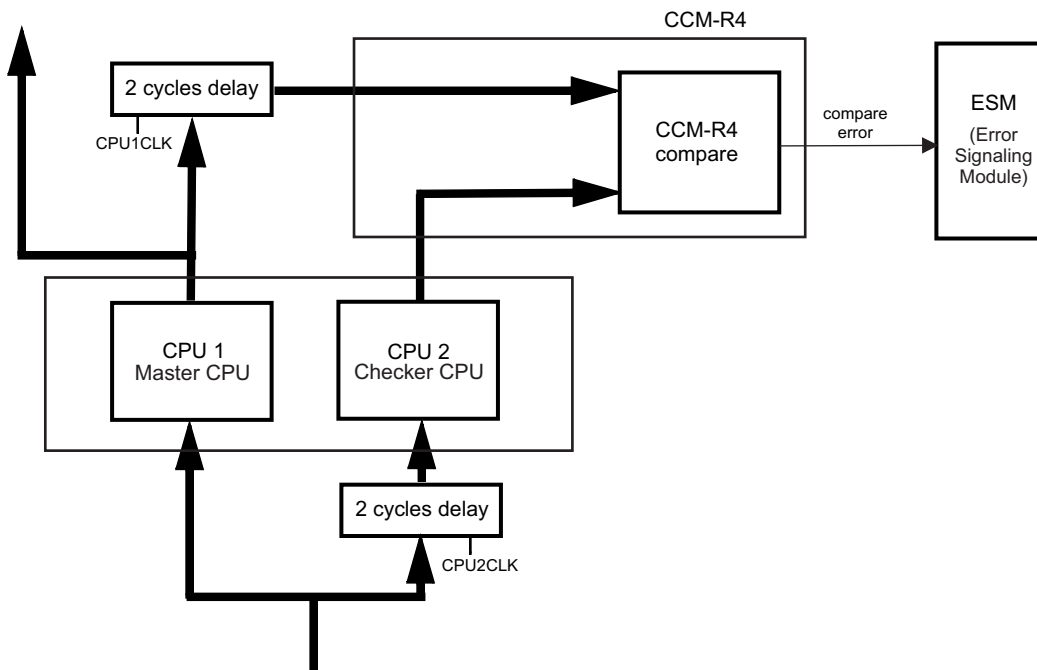 CCM-R4
2 cycles delay
CPU1CLK
CCM-R4
compare
compare
error
ESM
(Error
Signaling
Module)
CPU 1
Master CPU
CPU 2
Checker CPU
2 cycles delay
CPU2CLK